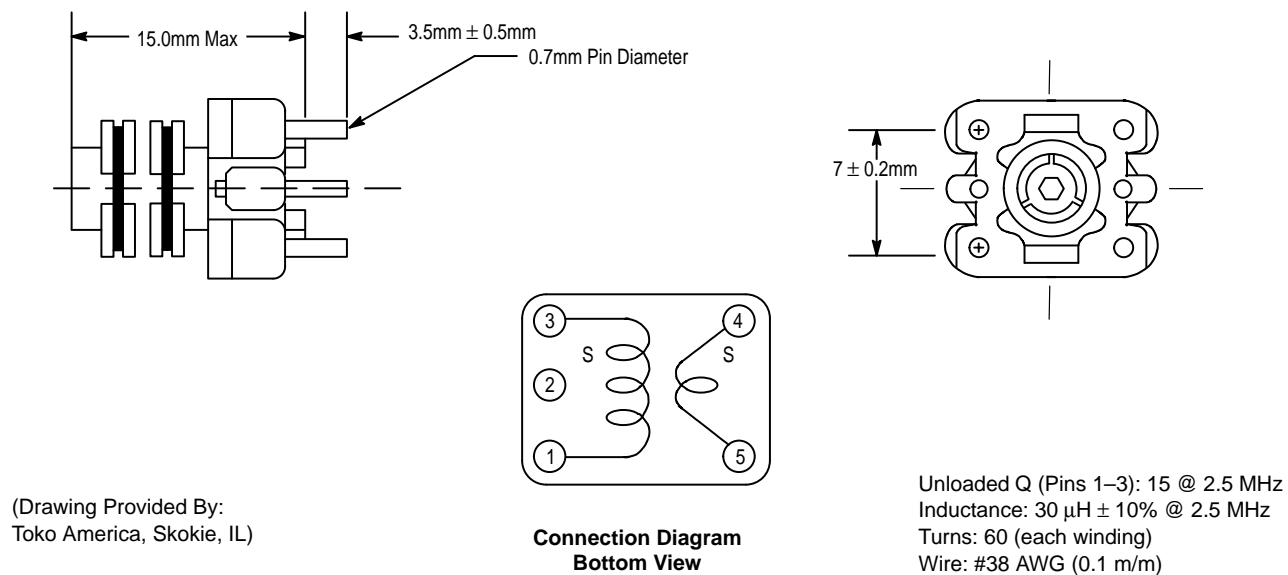 15.0mm Max
3.5mm ± 0.5mm
0.7mm Pin Diameter
7 ± 0.2mm
3
4
S
S
2
1
5
(Drawing Provided By:
Toko America, Skokie, IL)
Connection Diagram
Bottom View
Unloaded Q (Pins 1–3): 15 @ 2.5 MHz
Inductance: 30 μH ± 10% @ 2.5 MHz
Turns: 60 (each winding)
Wire: #38 AWG (0.1 m/m)